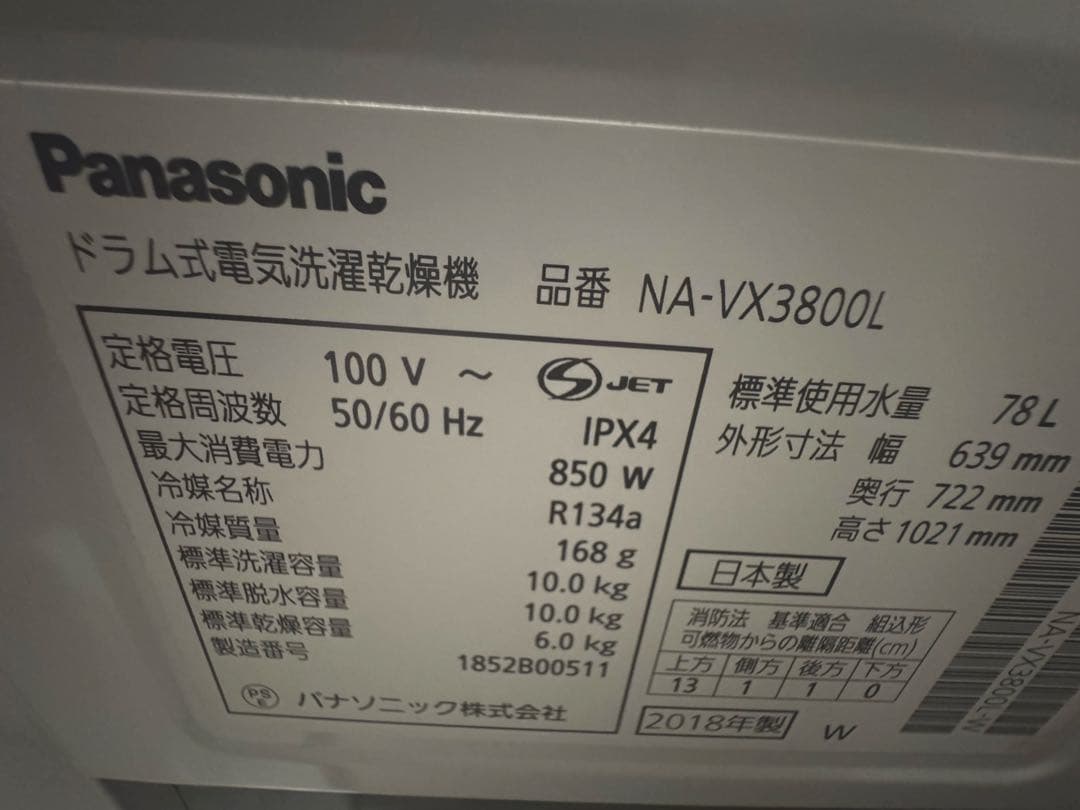 Panasonic
ドラム式電気洗濯乾燥機 品番 NA-VX3800L
定格電圧 100 V ～ S JET
定格周波数 50/60 Hz IPX4
最大消費電力 850 W
冷媒名称 R134a
冷媒質量 168 g
標準洗濯容量 10.0 kg
標準脱水容量 10.0 kg
標準乾燥容量 6.0 kg
製造番号 1852B00511
PS E パナソニック株式会社
標準使用水量 78 L
外形寸法 幅 639 mm
奥行 722 mm
高さ 1021 mm
日本製
消防法 基準適合 組込形
可燃物からの離隔距離(cm)
上方 側方 後方 下方
13 1 1 0
2018年製 W
NA-VX3800L-W